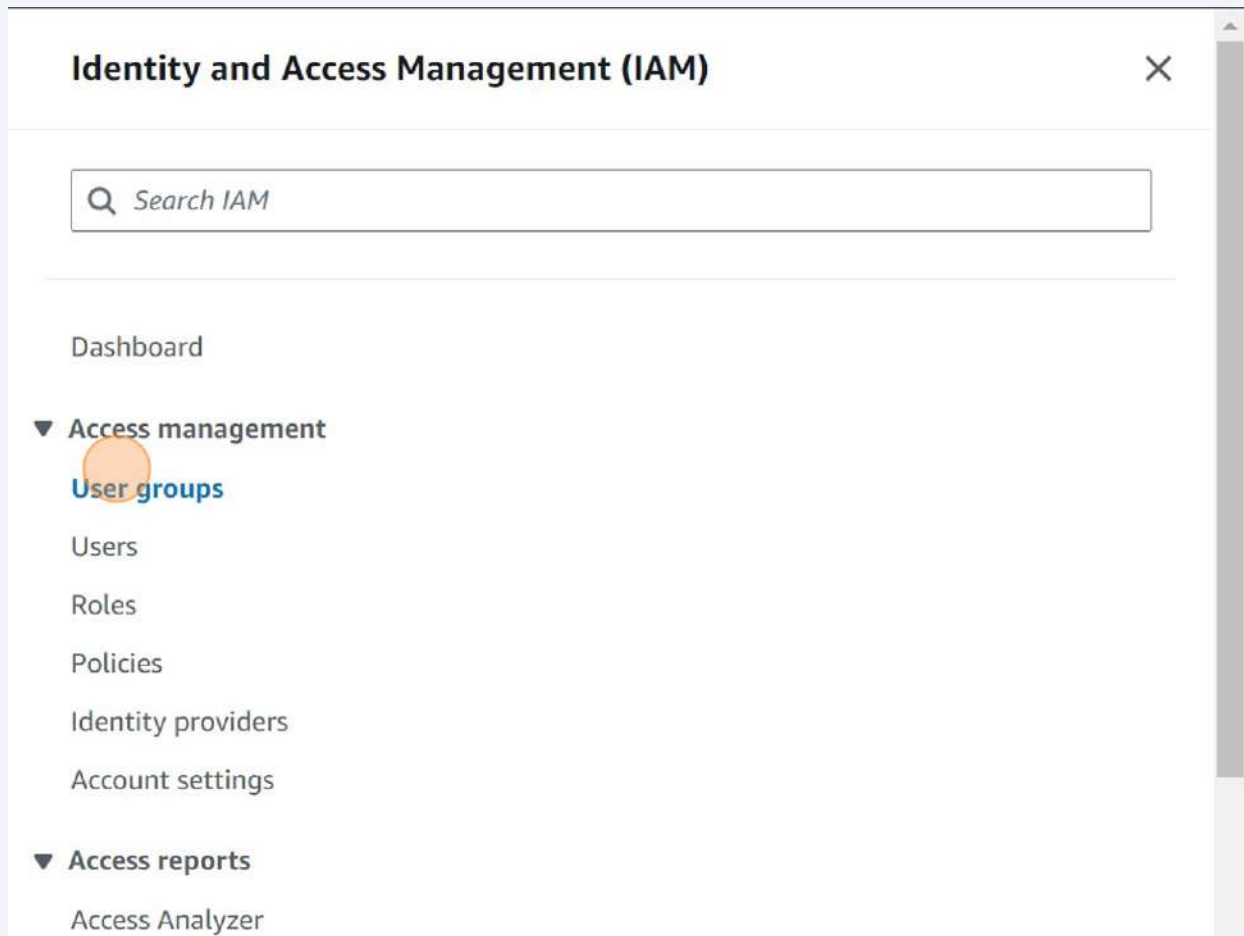 Identity and Access Management (IAM)
Search IAM
Dashboard
Access management
User groups
Users
Roles
Policies
Identity providers
Account settings
Access reports
Access Analyzer